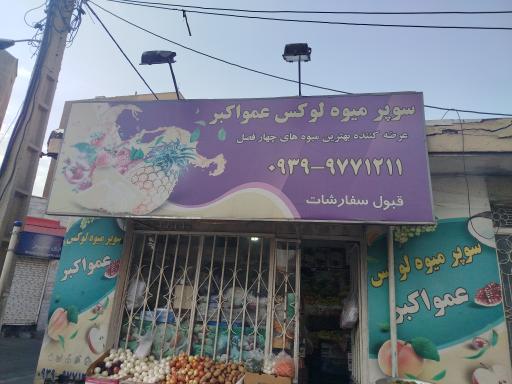 سوپر میوه لوکس عمواکبر
عرضه کننده بهترین میوه های چهار فصل
۰۹۳۹-۹۷۷۱۲۱۱
قبول سفارشات
سوپر میوه لوکس
عمواکبر
سوپر میوه لوکس
عمواکبر